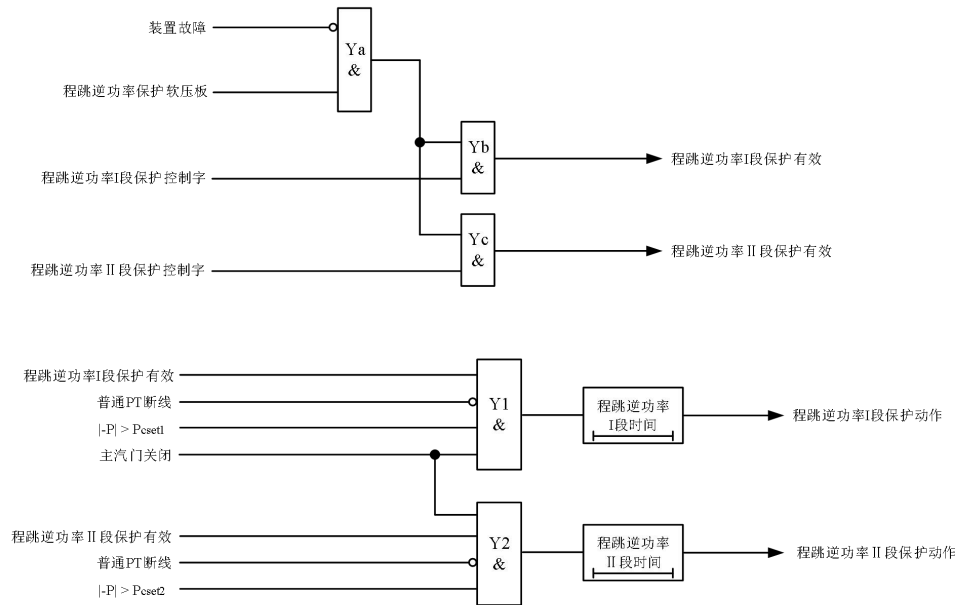 装置故障
程跳逆功率保护软压板
Ya
&
程跳逆功率I段保护控制字
Yb
&
程跳逆功率I段保护有效
程跳逆功率Ⅱ段保护控制字
Yc
&
程跳逆功率Ⅱ段保护有效
程跳逆功率I段保护有效
普通PT断线
|-P| > Pcset1
主汽门关闭
Y1
&
程跳逆功率
I段时间
程跳逆功率I段保护动作
程跳逆功率Ⅱ段保护有效
普通PT断线
|-P| > Pcset2
Y2
&
程跳逆功率
Ⅱ段时间
程跳逆功率Ⅱ段保护动作